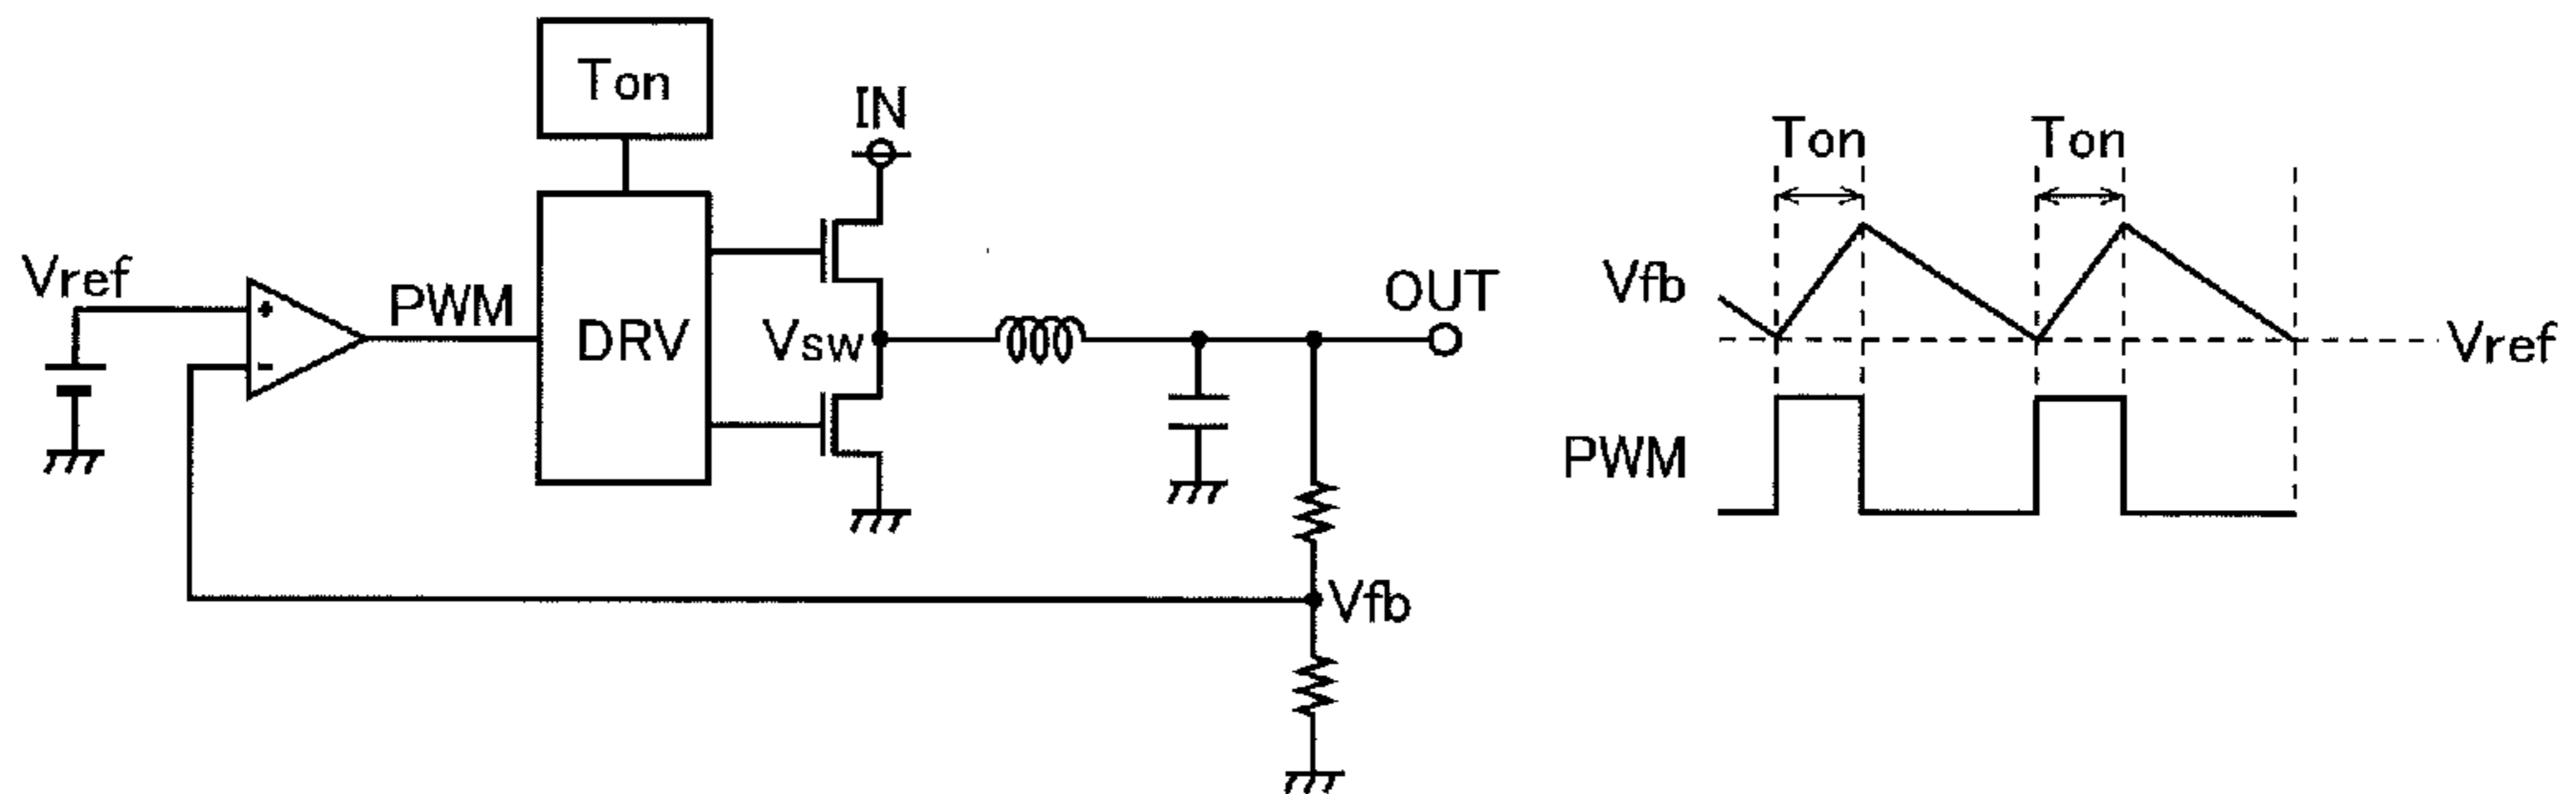 Ton
IN
Vref
+
PWM
-
DRV
Vsw
OUT
Vfb
Ton Ton
Vfb
Vref
PWM